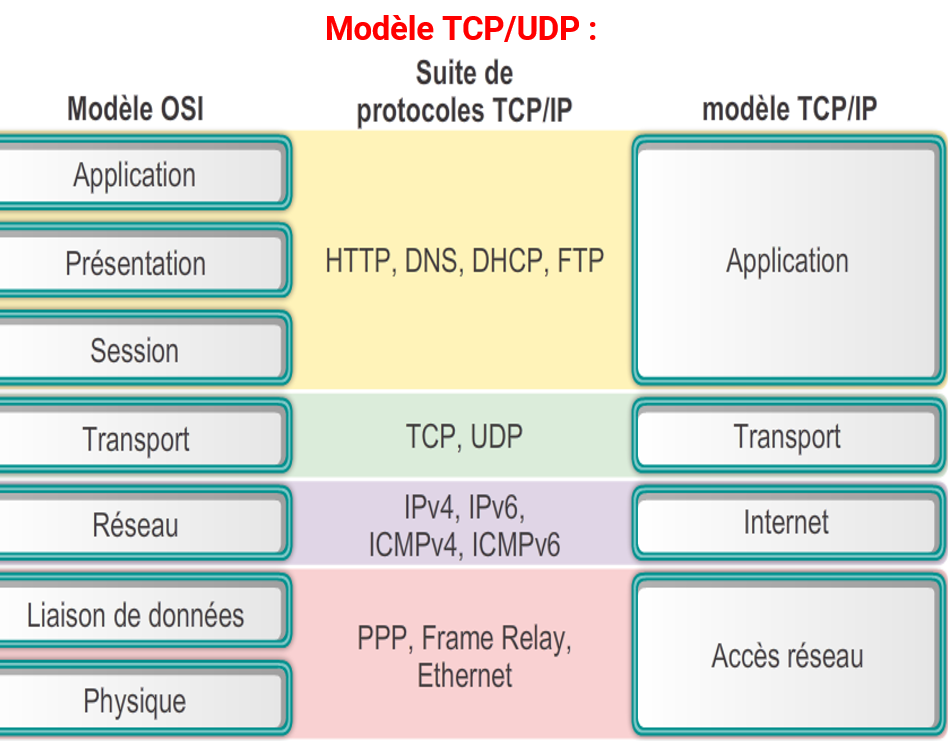 Modèle TCP/UDP :
Modèle OSI
Suite de
protocoles TCP/IP
modèle TCP/IP
Application
Présentation
Session
HTTP, DNS, DHCP, FTP
Application
Transport
TCP, UDP
Transport
Réseau
IPv4, IPv6,
ICMPv4, ICMPv6
Internet
Liaison de données
Physique
PPP, Frame Relay,
Ethernet
Accès réseau